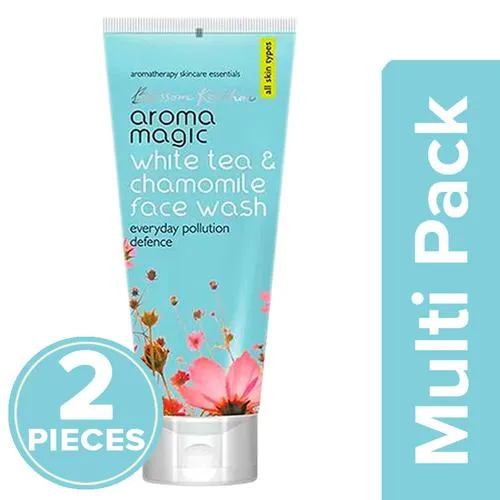 aromatherapy skincare essentials
all skin types
Blossom Kochhar
aroma
magic
white tea &
chamomile
face wash
everyday pollution
defence
2
PIECES
Multi Pack